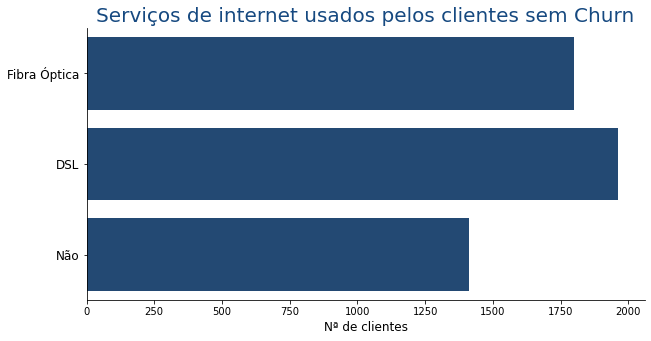 Serviços de internet usados pelos clientes sem Churn
Fibra Óptica
DSL
Não
0 250 500 750 1000 1250 1500 1750 2000
Nª de clientes